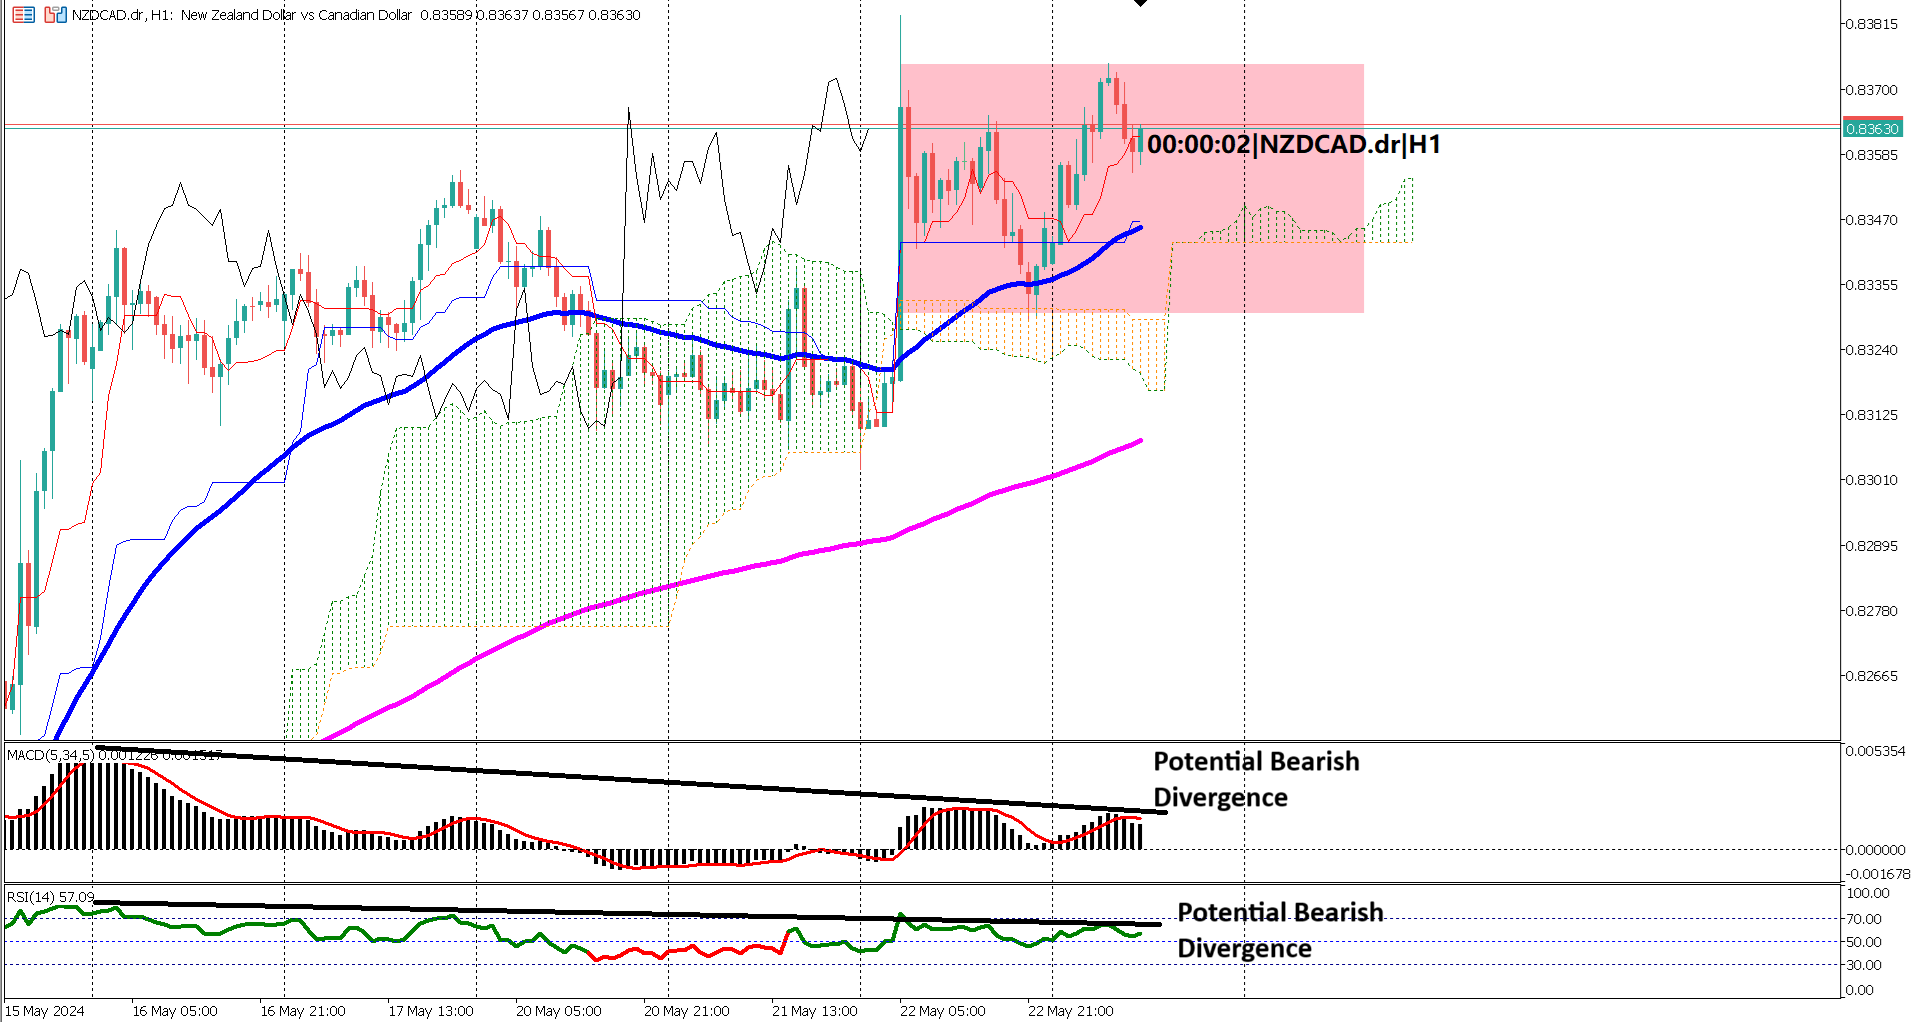 NZDCAD.dr, H1: New Zealand Dollar vs Canadian Dollar 0.83589 0.83637 0.83567 0.83630
0.83815
0.83700
0.83630
00:00:02|NZDCAD.dr|H1
0.83585
0.83470
0.83355
0.83240
0.83125
0.83010
0.82895
0.82780
0.82665
MACD(5,34,5) 0.001226 0.001517
0.005354
Potential Bearish
Divergence
0.000000
-0.001678
RSI(14) 57.09
100.00
Potential Bearish
70.00
Divergence
50.00
30.00
0.00
15 May 2024 16 May 05:00 16 May 21:00 17 May 13:00 20 May 05:00 20 May 21:00 21 May 13:00 22 May 05:00 22 May 21:00